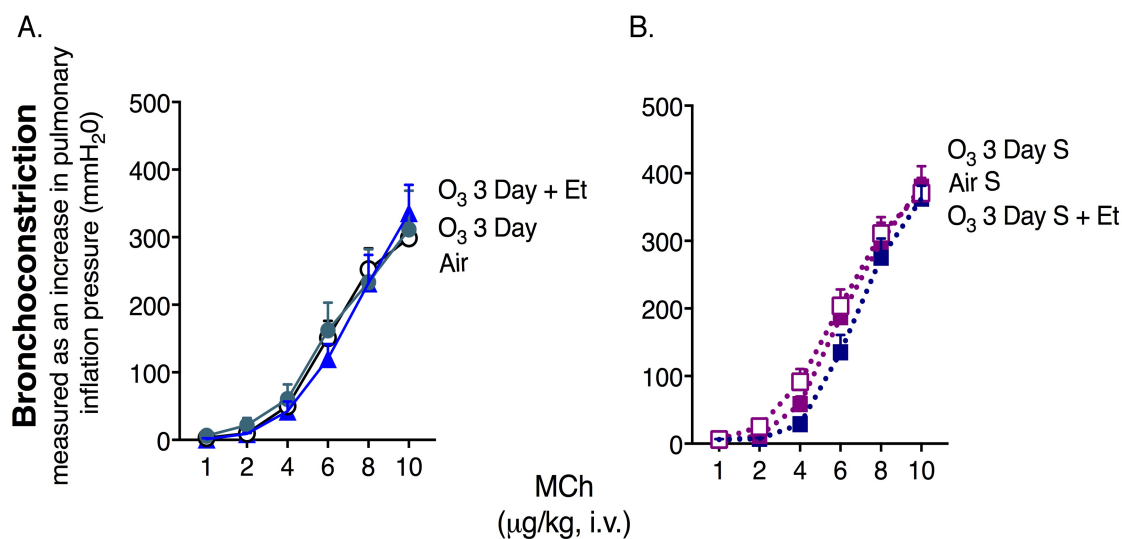 A.
Bronchoconstriction
measured as an increase in pulmonary
inflation pressure (mmH20)
500
400
300
200
100
0
1 2 4 6 8 10
O3 3 Day + Et
O3 3 Day
Air
MCh
(μg/kg, i.v.)
B.
500
400
300
200
100
0
1 2 4 6 8 10
O3 3 Day S
Air S
O3 3 Day S + Et